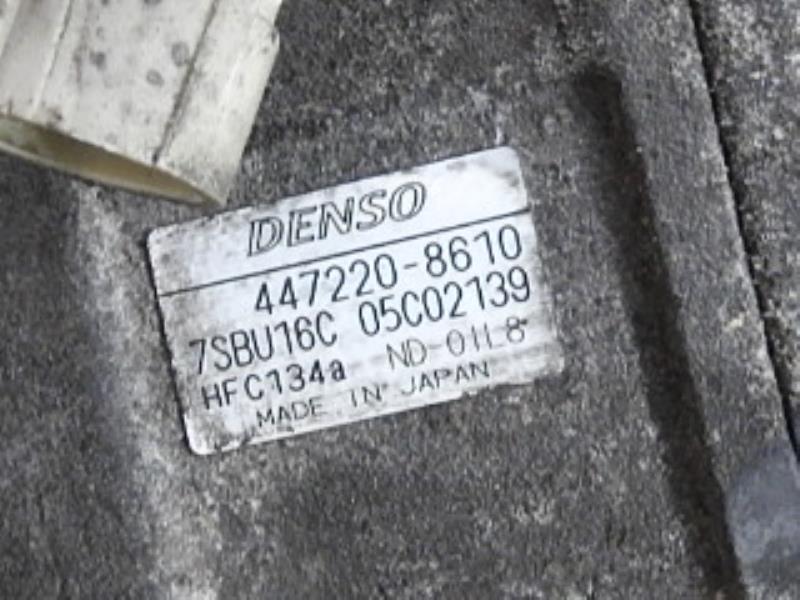 DENSO
447220-8610
7SBU16C 05C02139
HFC134a ND-OIL8
MADE IN JAPAN